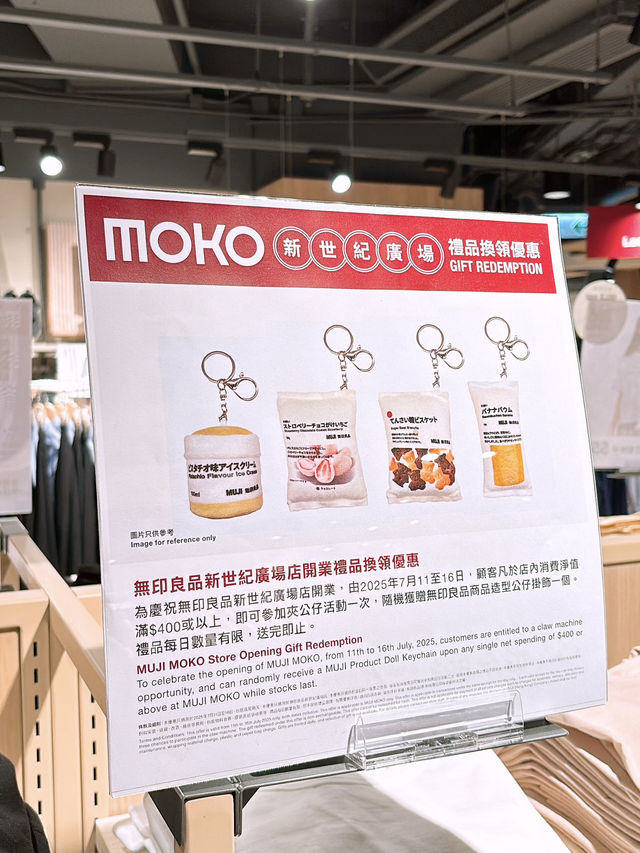 MOKO 新世紀廣場 禮品換領優惠
GIFT REDEMPTION
ピスタチオ味アイスクリーム
Pistachio Flavour Ice Cream
MUJI 無印良品
ストロベリーチョコがけいちご
MUJI 無印良品
てんさい糖ビスケット
MUJI 無印良品
バナナバウム
MUJI 無印良品
圖片只供參考
Image for reference only
無印良品新世紀廣場店開業禮品換領優惠
為慶祝無印良品新世紀廣場店開業，由2025年7月11至16日，顧客凡於店內消費淨值
滿$400或以上，即可參加夾公仔活動一次，隨機獲贈無印良品商品造型公仔掛飾一個。
禮品每日數量有限，送完即止。
MUJI MOKO Store Opening Gift Redemption
To celebrate the opening of MUJI MOKO, from 11th to 16th July, 2025, customers are entitled to a claw machine
opportunity, and can randomly receive a MUJI Product Doll Keychain upon any single net spending of $400 or
above at MUJI MOKO while stocks last.